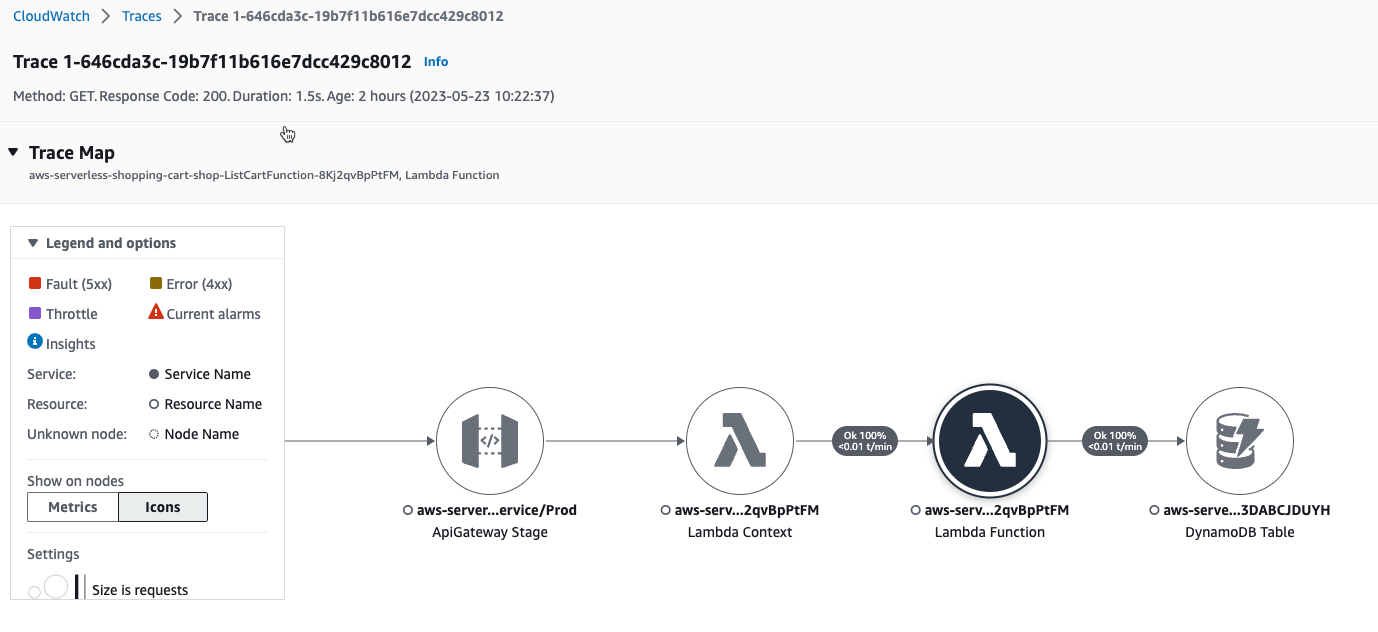 CloudWatch > Traces > Trace 1-646cda3c-19b7f11b616e7dcc429c8012
Trace 1-646cda3c-19b7f11b616e7dcc429c8012 Info
Method: GET. Response Code: 200. Duration: 1.5s. Age: 2 hours (2023-05-23 10:22:37)
Trace Map
aws-serverless-shopping-cart-shop-ListCartFunction-8Kj2qvBpPtFM, Lambda Function
Legend and options
Fault (5xx) Error (4xx)
Throttle Current alarms
Insights
Service: Service Name
Resource: Resource Name
Unknown node: Node Name
Show on nodes
Metrics Icons
Settings
Size is requests
</>
Ok 100%
<0.01 t/min
Ok 100%
<0.01 t/min
aws-server...ervice/Prod
ApiGateway Stage
aws-serv...2qvBpPtFM
Lambda Context
aws-serv...2qvBpPtFM
Lambda Function
aws-serve...3DABCJDUYH
DynamoDB Table